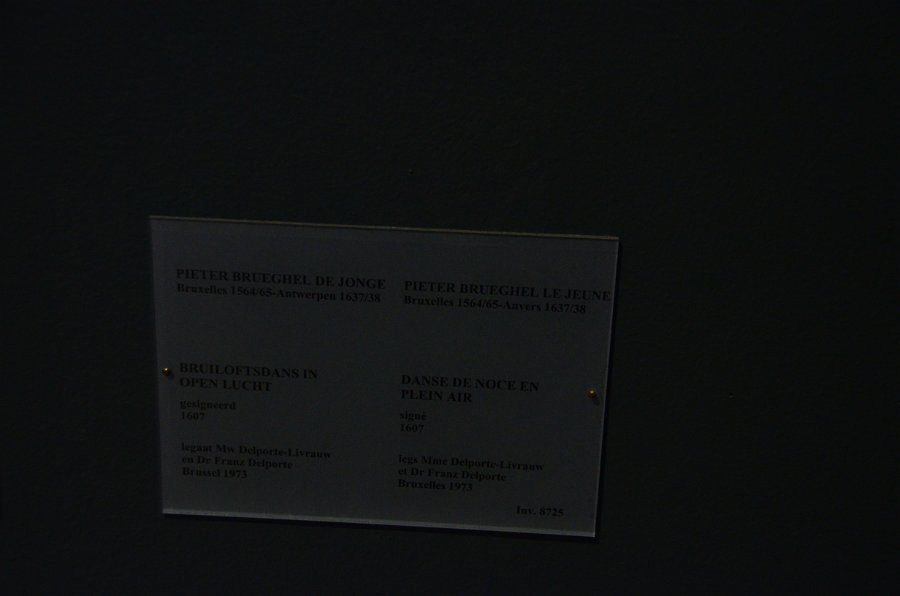 PIETER BRUEGHEL DE JONGE
Bruxelles 1564/65-Antwerpen 1637/38
BRUILOFTSDANS IN
OPEN LUCHT
gesigneerd
1607
legaat Mw Delporte-Livrauw
en Dr Franz Delporte
Brussel 1973
PIETER BRUEGHEL LE JEUNE
Bruxelles 1564/65-Anvers 1637/38
DANSE DE NOCE EN
PLEIN AIR
signé
1607
legs Mme Delporte-Livrauw
et Dr Franz Delporte
Bruxelles 1973
Inv. 8725